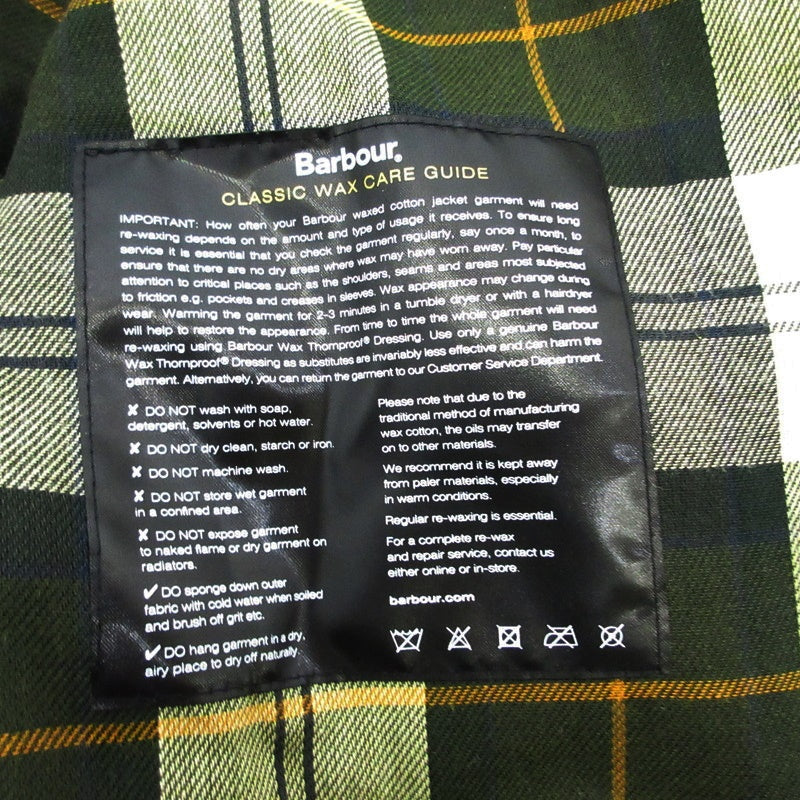 Barbour®
CLASSIC WAX CARE GUIDE
IMPORTANT: How often your Barbour waxed cotton jacket garment will need
re-waxing depends on the amount and type of usage it receives. To ensure long
service it is essential that you check the garment regularly, say once a month, to
ensure that there are no dry areas where wax may have worn away. Pay particular
attention to critical places such as the shoulders, seams and areas most subjected
to friction e.g. pockets and creases in sleeves. Wax appearance may change during
wear. Warming the garment for 2-3 minutes in a tumble dryer or with a hairdryer
will help to restore the appearance. From time to time the whole garment will need
re-waxing using Barbour Wax Thornproof® Dressing. Use only a genuine Barbour
Wax Thornproof® Dressing as substitutes are invariably less effective and can harm the
garment. Alternatively, you can return the garment to our Customer Service Department.
✘ DO NOT wash with soap,
detergent, solvents or hot water.
✘ DO NOT dry clean, starch or iron.
✘ DO NOT machine wash.
✘ DO NOT store wet garment
in a confined area.
✘ DO NOT expose garment
to naked flame or dry garment on
radiators.
✔ DO sponge down outer
fabric with cold water when soiled
and brush off grit etc.
✔ DO hang garment in a dry,
airy place to dry off naturally.
Please note that due to the
traditional method of manufacturing
wax cotton, the oils may transfer
on to other materials.
We recommend it is kept away
from paler materials, especially
in warm conditions.
Regular re-waxing is essential.
For a complete re-wax
and repair service, contact us
either online or in-store.
barbour.com